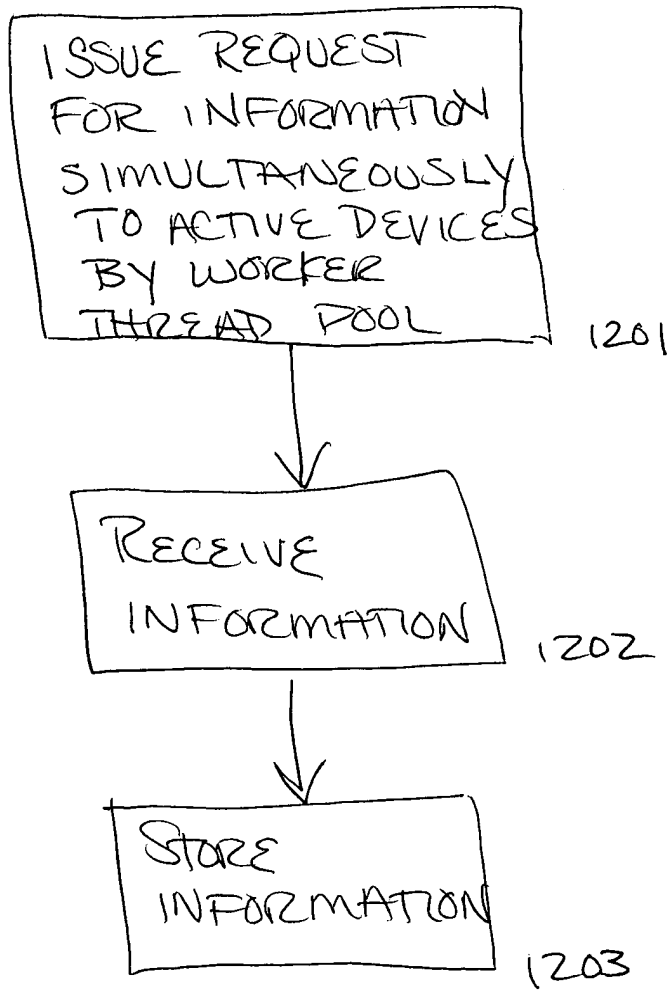 ISSUE REQUEST
FOR INFORMATION
SIMULTANEOUSLY
TO ACTIVE DEVICES
BY WORKER
THREAD POOL
1201
RECEIVE
INFORMATION
1202
STORE
INFORMATION
1203